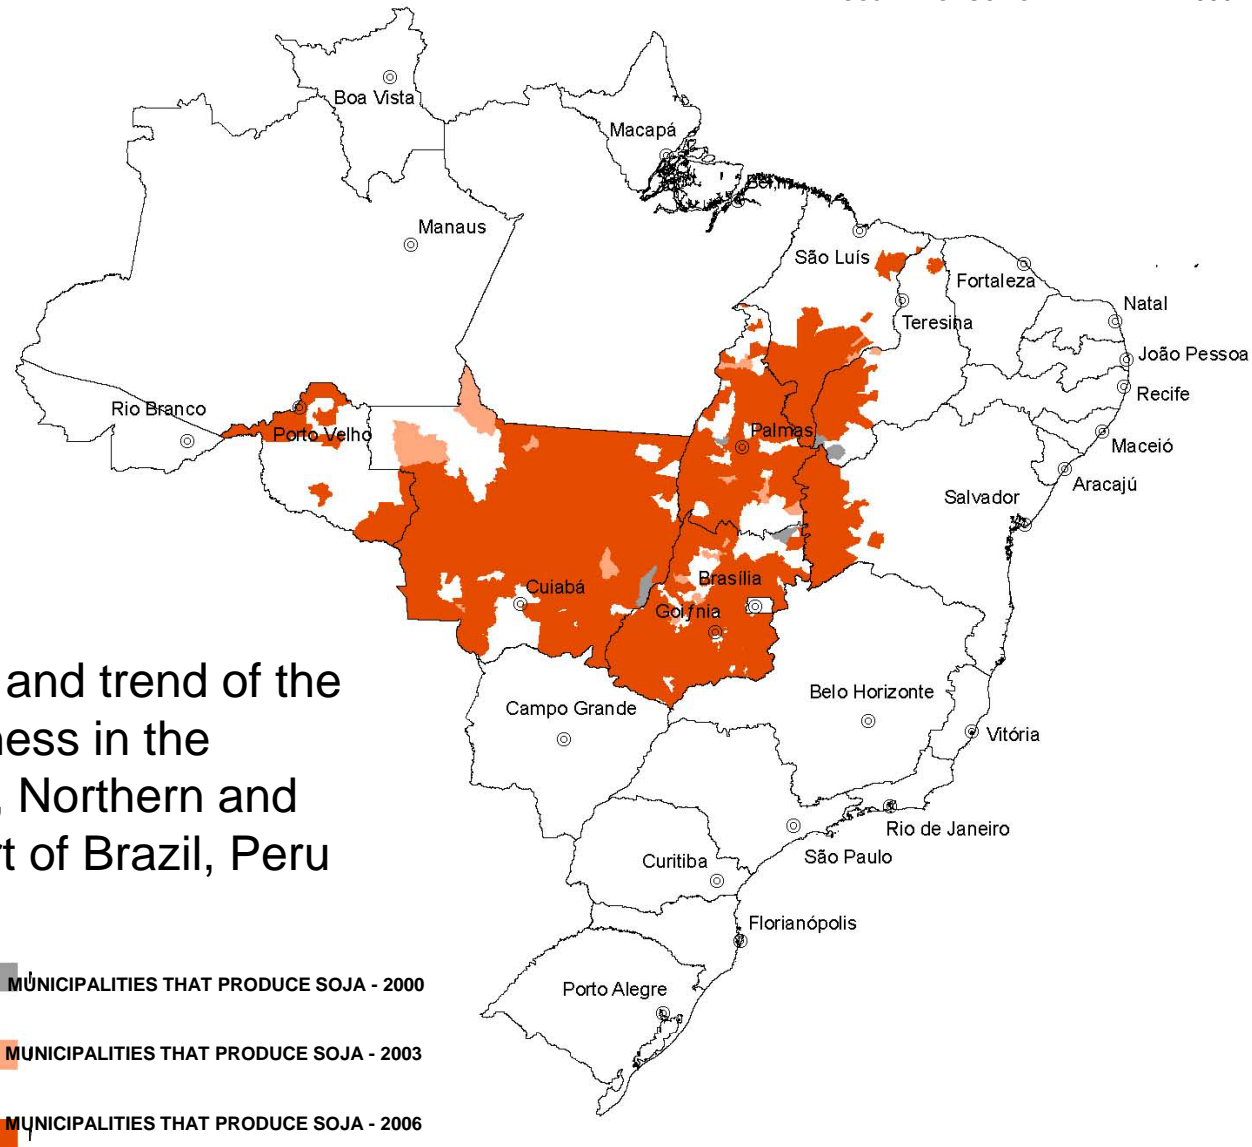 Boa Vista
Macapá
Manaus
São Luís
Fortaleza
Teresina
Natal
João Pessoa
Recife
Rio Branco
Porto Velho
Palmas
Maceió
Aracajú
Salvador
Cuiabá
Brasília
Goiƒnia
and trend of the
ness in the
, Northern and
rt of Brazil, Peru
Campo Grande
Belo Horizonte
Vitória
Rio de Janeiro
São Paulo
Curitiba
Florianópolis
Porto Alegre
MUNICIPALITIES THAT PRODUCE SOJA - 2000
MUNICIPALITIES THAT PRODUCE SOJA - 2003
MUNICIPALITIES THAT PRODUCE SOJA - 2006